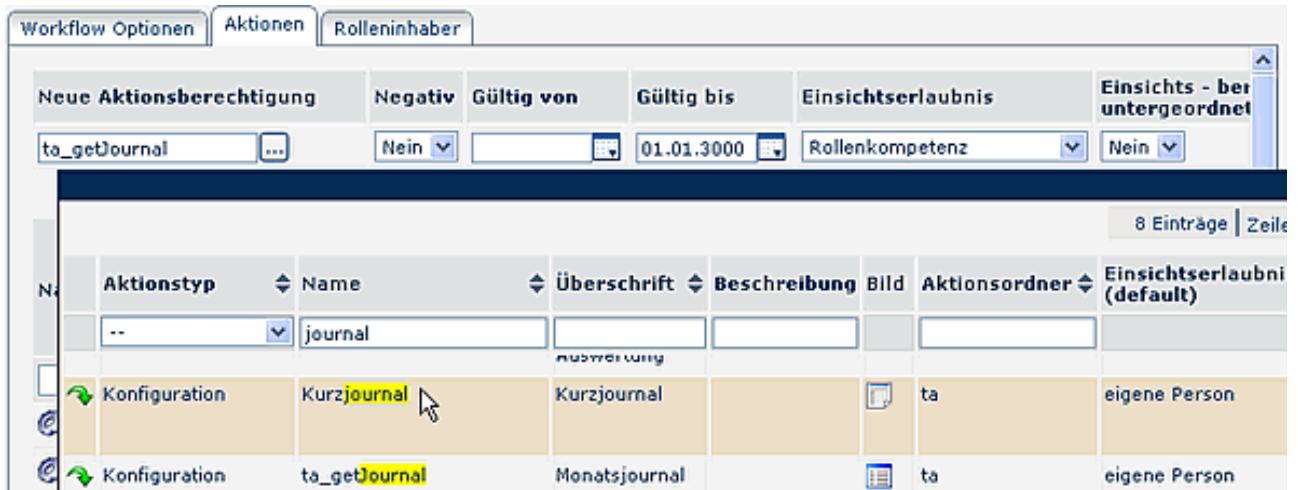 Workflow Optionen Aktionen Rolleninhaber
Neue Aktionsberechtigung Negativ Gültig von Gültig bis Einsichtserlaubnis Einsichts - ber
untergeordnet
ta_getJournal ... Nein 01.01.3000 Rollenkompetenz Nein
8 Einträge Zeile
Na Aktionstyp Name Überschrift Beschreibung Bild Aktionsordner Einsichtserlaubni
(default)
-- journal
Auswertung
Konfiguration Kurzjournal Kurzjournal ta eigene Person
Konfiguration ta_getJournal Monatsjournal ta eigene Person